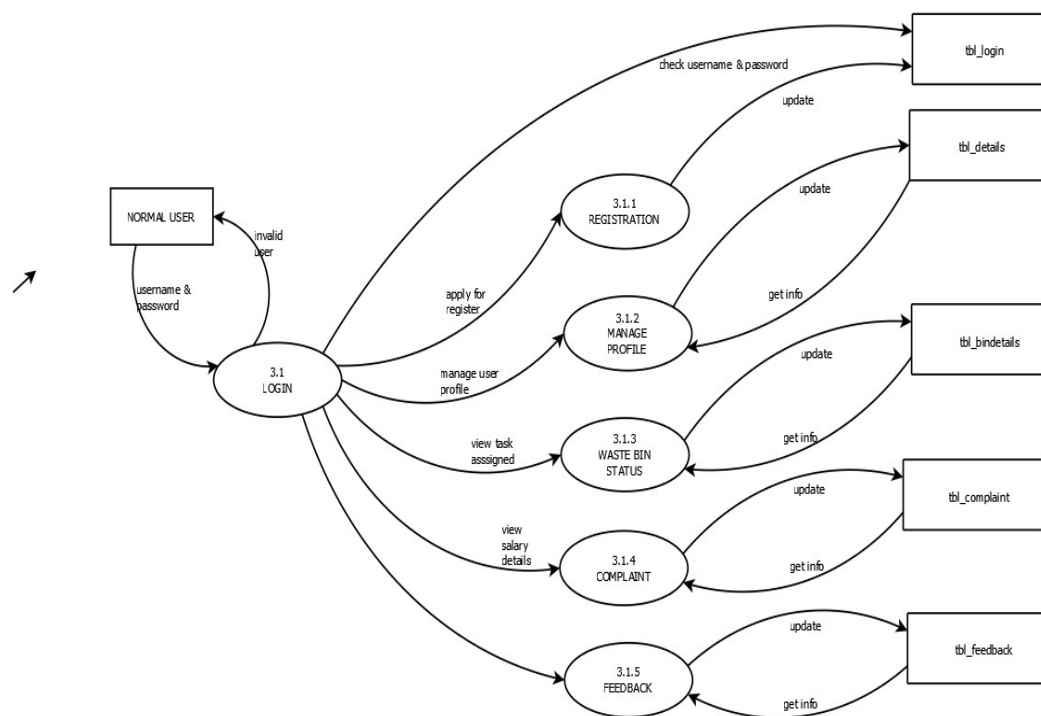 tbl_login
check username & password
update
tbl_details
update
3.1.1
REGISTRATION
NORMAL USER
invalid
user
username &
password
apply for
register
get info
3.1.2
MANAGE
PROFILE
tbl_bindetails
update
3.1
LOGIN
manage user
profile
get info
3.1.3
WASTE BIN
STATUS
view task
asssigned
tbl_complaint
update
view
salary
details
3.1.4
COMPLAINT
get info
update
tbl_feedback
3.1.5
FEEDBACK
get info